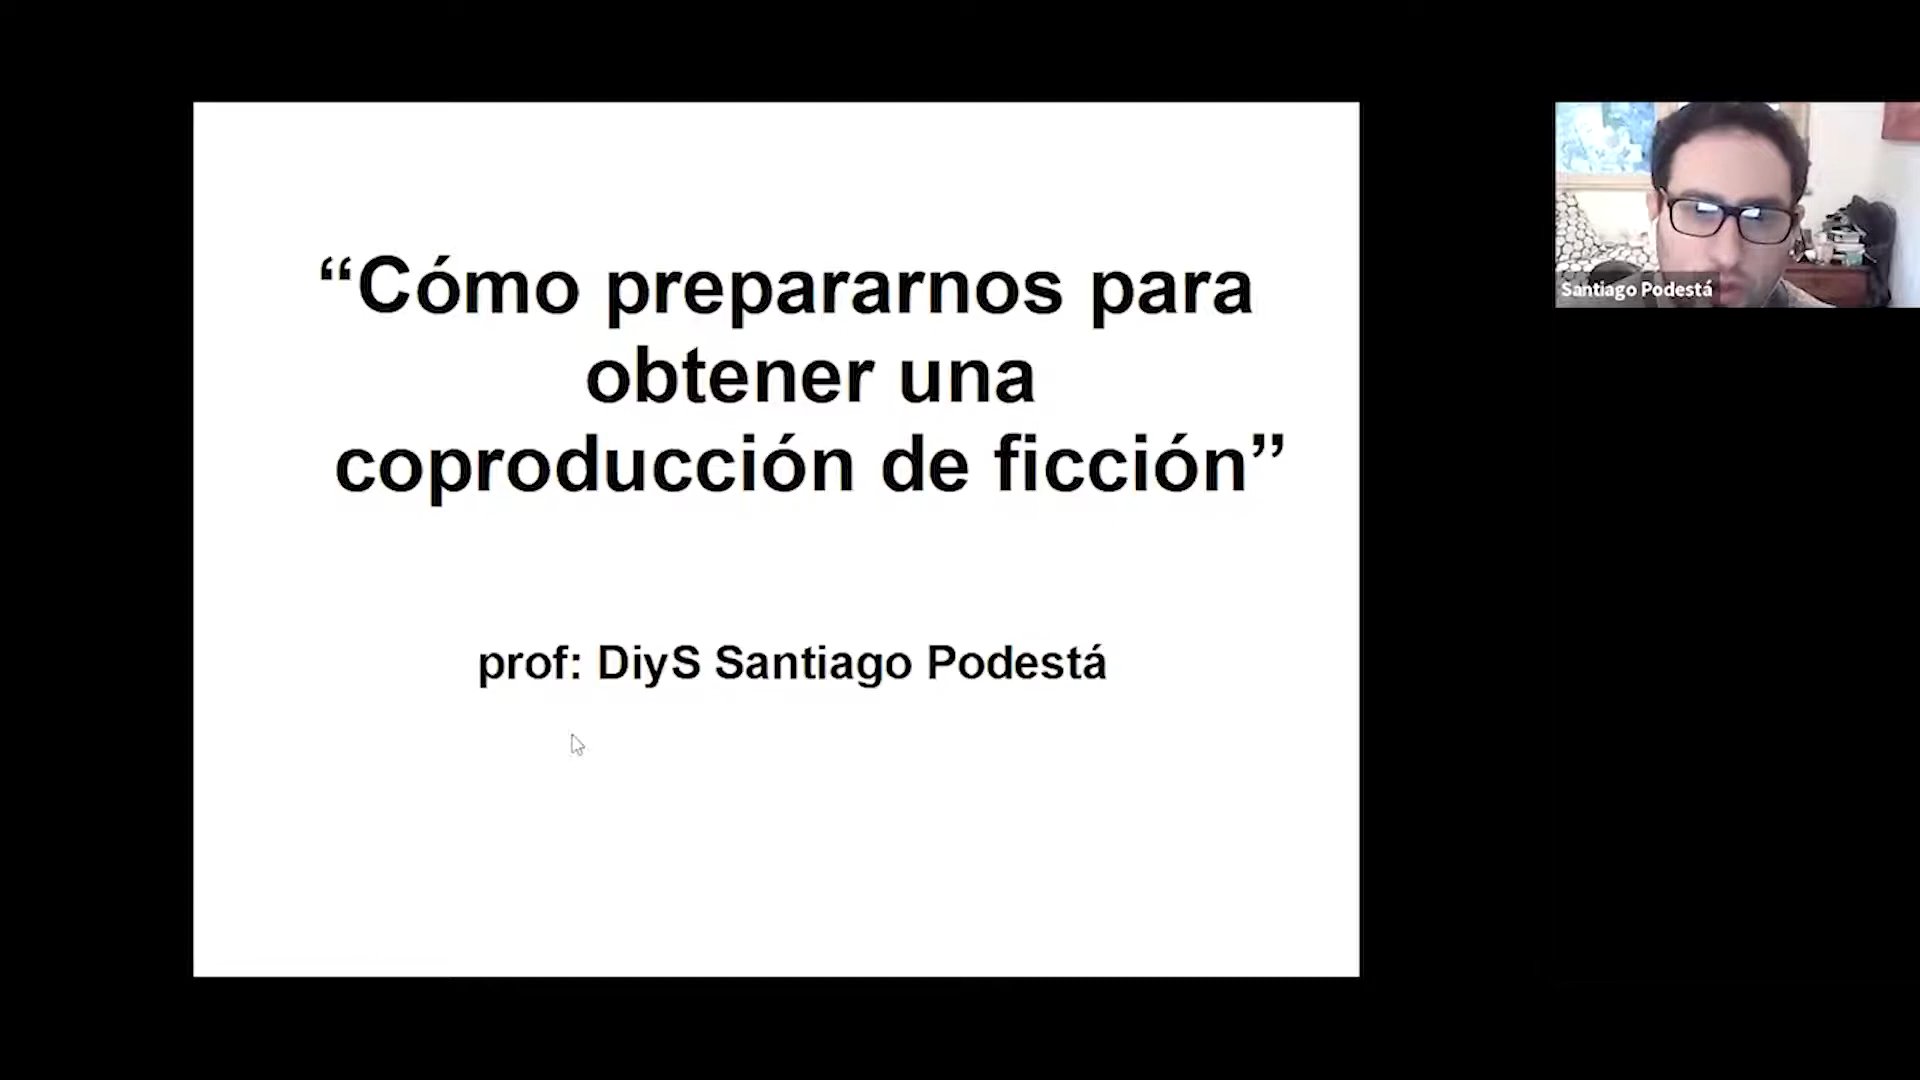 “Cómo prepararnos para
obtener una
coproducción de ficción”
prof: DiyS Santiago Podestá
Santiago Podestá